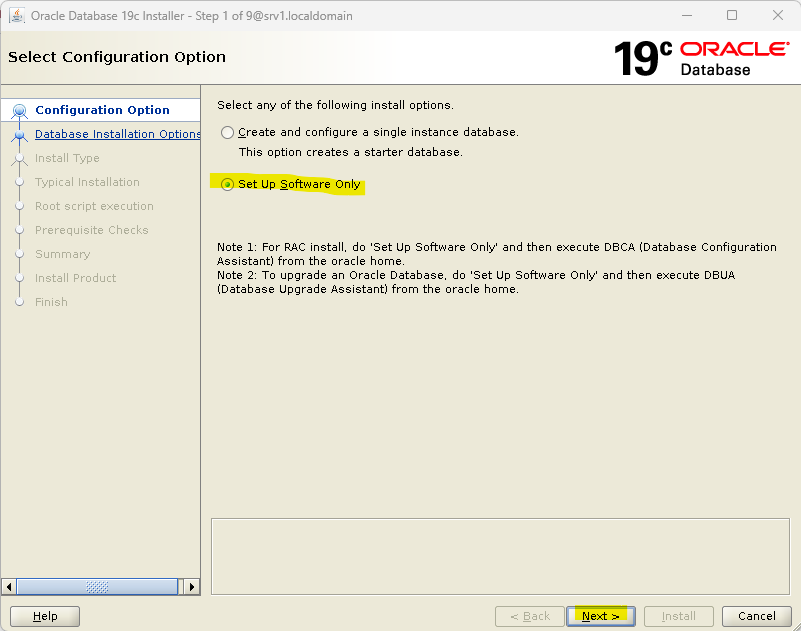 Oracle Database 19c Installer - Step 1 of 9@srv1.localdomain
Select Configuration Option
19c ORACLE
Database
Configuration Option
Database Installation Options
Install Type
Typical Installation
Root script execution
Prerequisite Checks
Summary
Install Product
Finish
Select any of the following install options.
Create and configure a single instance database.
This option creates a starter database.
Set Up Software Only
Note 1: For RAC install, do 'Set Up Software Only' and then execute DBCA (Database Configuration
Assistant) from the oracle home.
Note 2: To upgrade an Oracle Database, do 'Set Up Software Only' and then execute DBUA
(Database Upgrade Assistant) from the oracle home.
Help
< Back
Next >
Install
Cancel